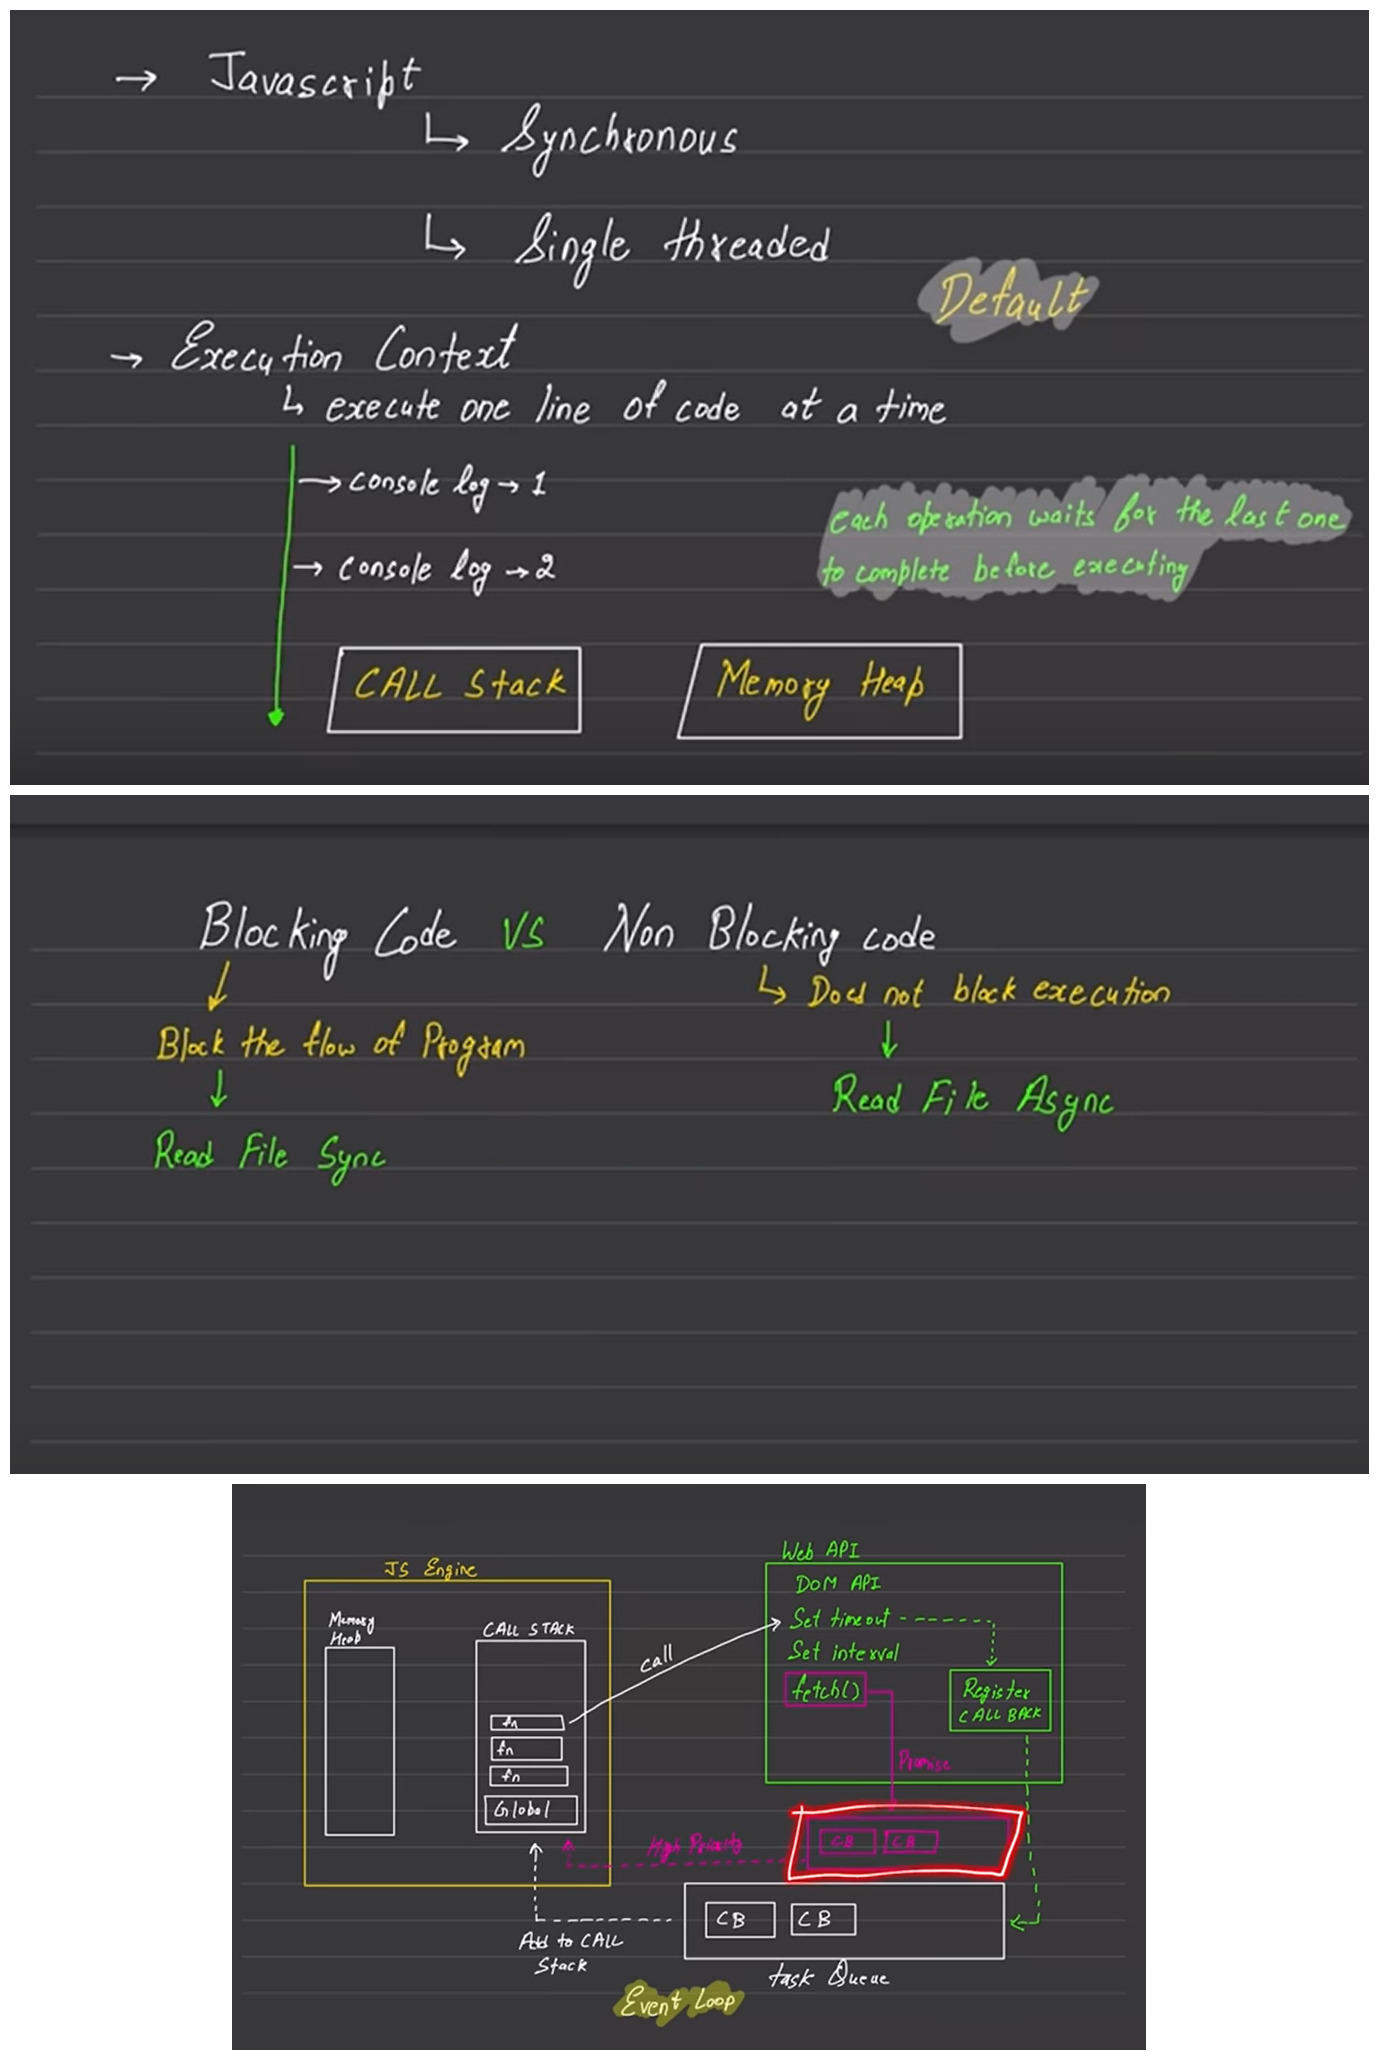 → Javascript
↳ Synchronous
↳ Single threaded
Default
→ Execution Context
↳ execute one line of code at a time
→ console log → 1
each operation waits for the last one
→ console log → 2
to complete before executing
CALL Stack
Memory Heap
Blocking Code VS Non Blocking code
↳ Does not block execution
Block the flow of Program
Read File Async
Read File Sync
Web API
JS Engine
DOM API
Memory
Heap
CALL STACK
Set timeout
call
Set interval
fetch()
Register
CALL BACK
fn
fn
fn
Promise
Global
High Priority
CB
CB
CB
CB
Add to CALL
Stack
task Queue
Event Loop